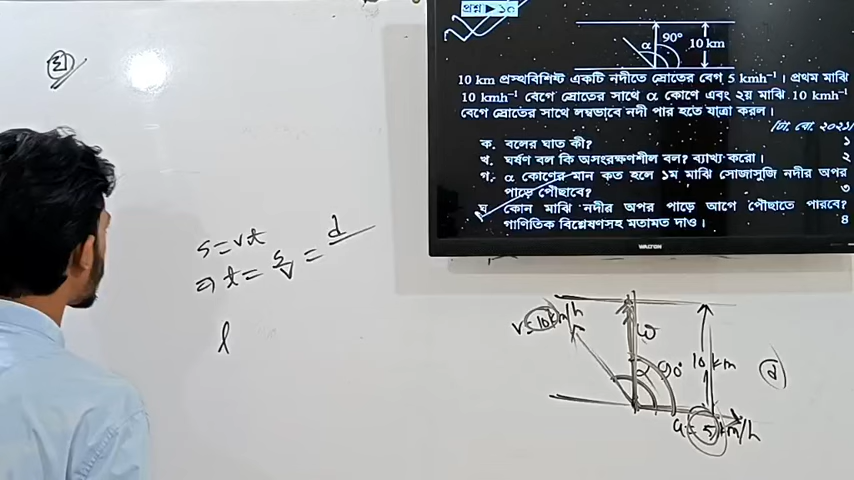 প্রশ্ন ▶ ১০
α
90°
10 km
10 km প্রস্থবিশিষ্ট একটি নদীতে স্রোতের বেগ 5 kmh⁻¹। প্রথম মাঝি
10 kmh⁻¹ বেগে স্রোতের সাথে α কোণে এবং ২য় মাঝি 10 kmh⁻¹
বেগে স্রোতের সাথে লম্বভাবে নদী পার হতে যাত্রা করল।
ক. বলের ঘাত কী? ১
খ. ঘর্ষণ বল কি অসংরক্ষণশীল বল? ব্যাখ্যা করো। ২
গ. α কোণের মান কত হলে ১ম মাঝি সোজাসুজি নদীর অপর
পাড়ে পৌঁছাবে? ৩
ঘ. কোন মাঝি নদীর অপর পাড়ে আগে পৌঁছাতে পারবে?
গাণিতিক বিশ্লেষণসহ মতামত দাও। ৪
WALTON
ঘ
s = vt
⇒ t = s/v = d
v = 10 km/h
ω
α
90°
10 km
d
u = 5 km/h